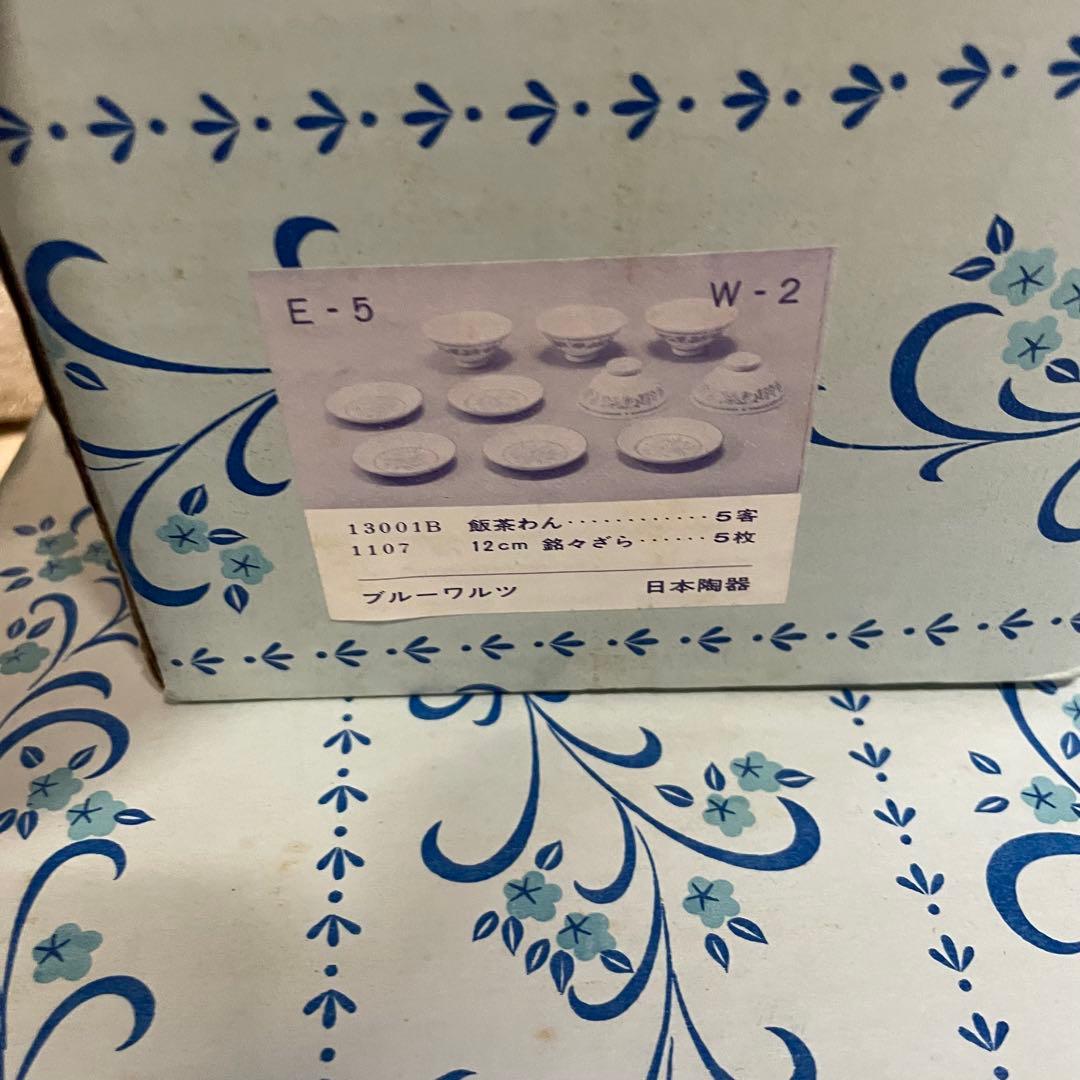 E - 5 W - 2
13001B 飯茶わん············5客
1107 12cm 銘々ざら······5枚
ブルーワルツ 日本陶器